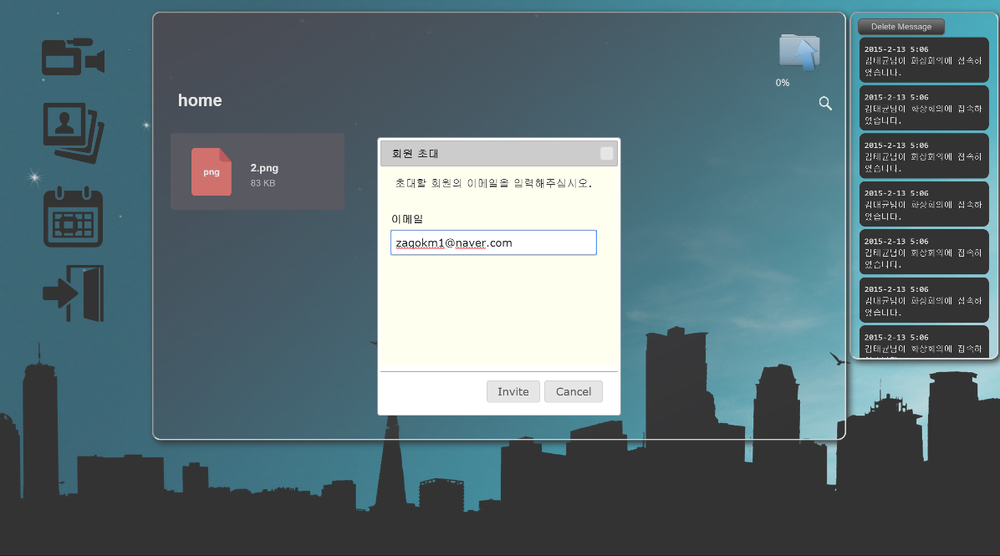 home
png
2.png
83 KB
0%
회원 초대
초대할 회원의 이메일을 입력해주십시오.
이메일
zaqokm1@naver.com
Invite
Cancel
Delete Message
2015-2-13 5:06
김태균님이 화상회의에 접속하
였습니다.
2015-2-13 5:06
김태균님이 화상회의에 접속하
였습니다.
2015-2-13 5:06
김태균님이 화상회의에 접속하
였습니다.
2015-2-13 5:06
김태균님이 화상회의에 접속하
였습니다.
2015-2-13 5:06
김태균님이 화상회의에 접속하
였습니다.
2015-2-13 5:06
김태균님이 화상회의에 접속하
였습니다.
2015-2-13 5:06
김태균님이 화상회의에 접속하